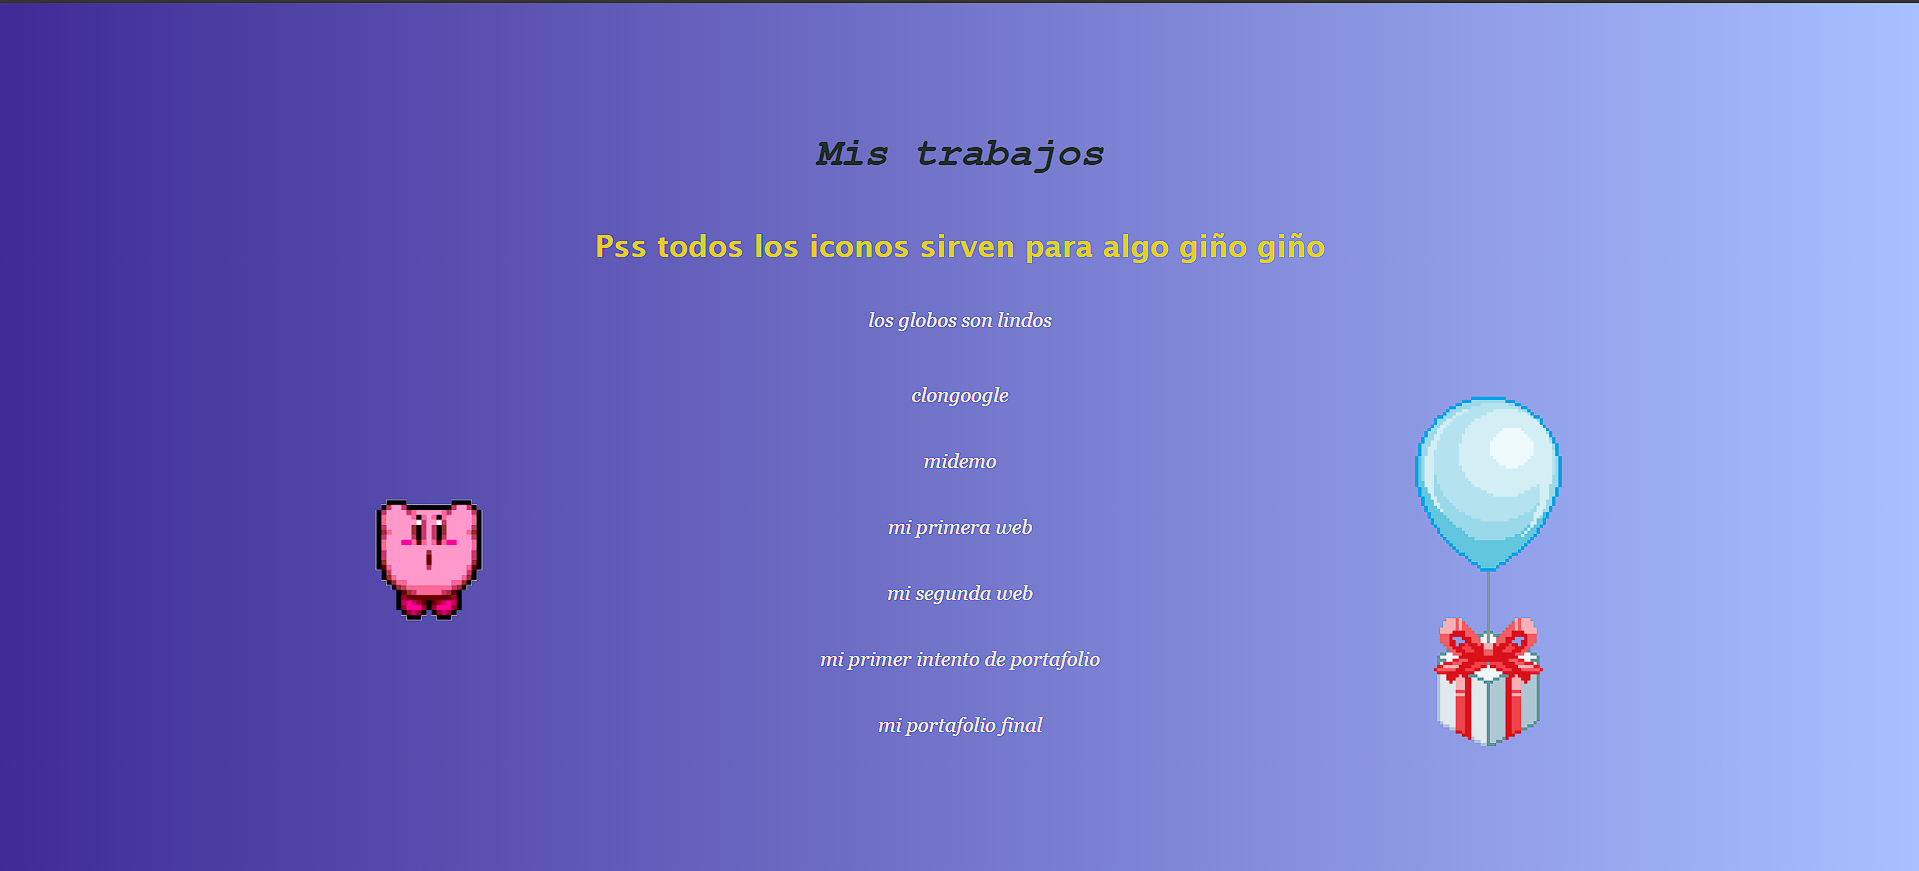 Mis trabajos
Pss todos los iconos sirven para algo giño giño
los globos son lindos
clongoogle
midemo
mi primera web
mi segunda web
mi primer intento de portafolio
mi portafolio final